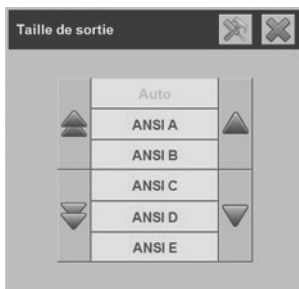 Taille de sortie
Auto
ANSI A
ANSI B
ANSI C
ANSI D
ANSI E